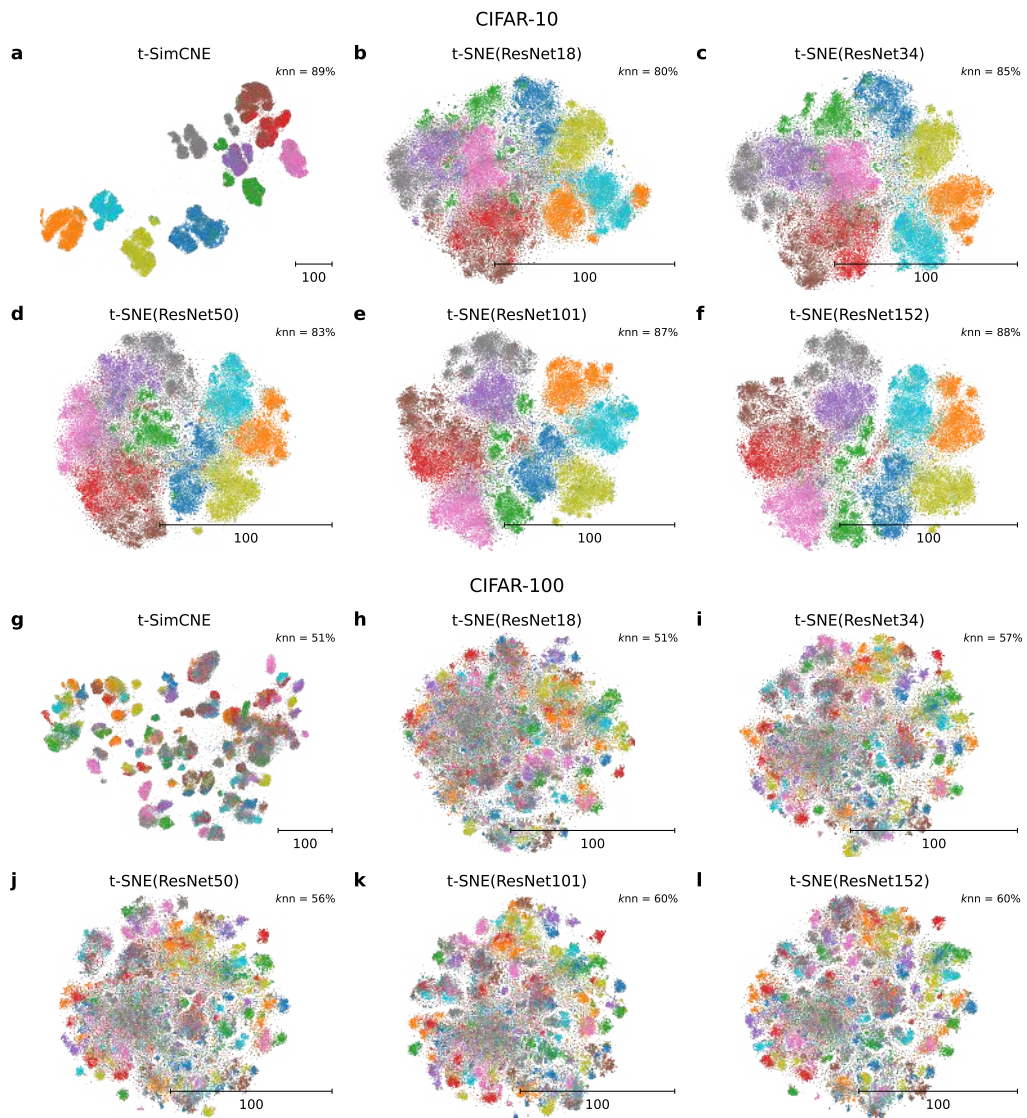 CIFAR-10
a t-SimCNE
knn = 89%
100
b t-SNE(ResNet18)
knn = 80%
100
c t-SNE(ResNet34)
knn = 85%
100
d t-SNE(ResNet50)
knn = 83%
100
e t-SNE(ResNet101)
knn = 87%
100
f t-SNE(ResNet152)
knn = 88%
100
CIFAR-100
g t-SimCNE
knn = 51%
100
h t-SNE(ResNet18)
knn = 51%
100
i t-SNE(ResNet34)
knn = 57%
100
j t-SNE(ResNet50)
knn = 56%
100
k t-SNE(ResNet101)
knn = 60%
100
l t-SNE(ResNet152)
knn = 60%
100